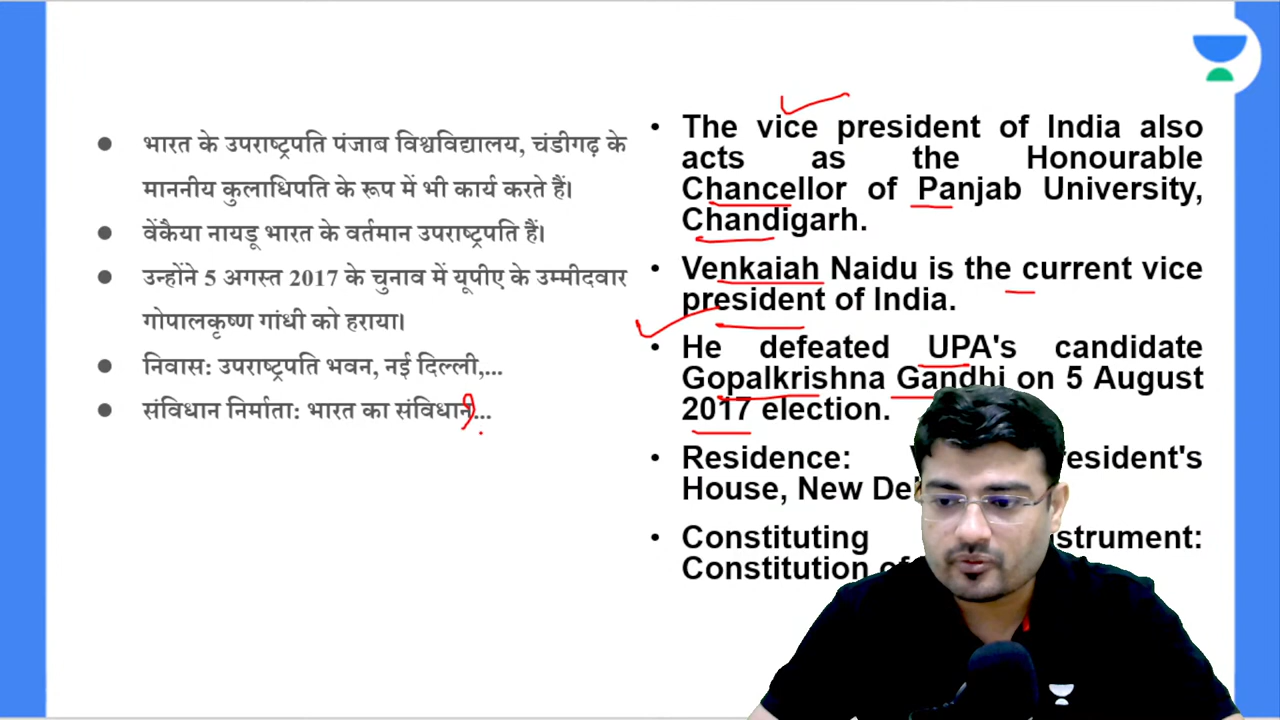 भारत के उपराष्ट्रपति पंजाब विश्वविद्यालय, चंडीगढ़ के
माननीय कुलाधिपति के रूप में भी कार्य करते हैं।
वेंकैया नायडू भारत के वर्तमान उपराष्ट्रपति हैं।
उन्होंने 5 अगस्त 2017 के चुनाव में यूपीए के उम्मीदवार
गोपालकृष्ण गांधी को हराया।
निवास: उपराष्ट्रपति भवन, नई दिल्ली,...
संविधान निर्माता: भारत का संविधान...
The vice president of India also
acts as the Honourable
Chancellor of Panjab University,
Chandigarh.
Venkaiah Naidu is the current vice
president of India.
He defeated UPA's candidate
Gopalkrishna Gandhi on 5 August
2017 election.
Residence:
House, New
Constituting
Constitution